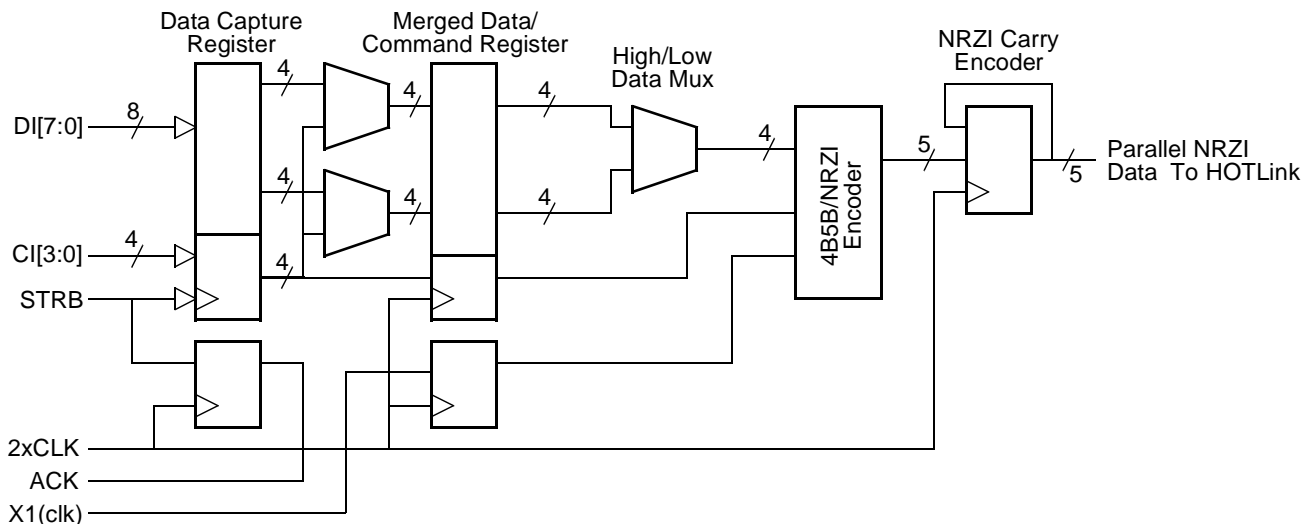 Data Capture
Register
Merged Data/
Command Register
High/Low
Data Mux
NRZI Carry
Encoder
DI[7:0]
8
4
4
4
4
5
Parallel NRZI
Data To HOTLink
5
4
4
4
4B5B/NRZI
Encoder
CI[3:0]
4
4
STRB
2xCLK
ACK
X1(clk)